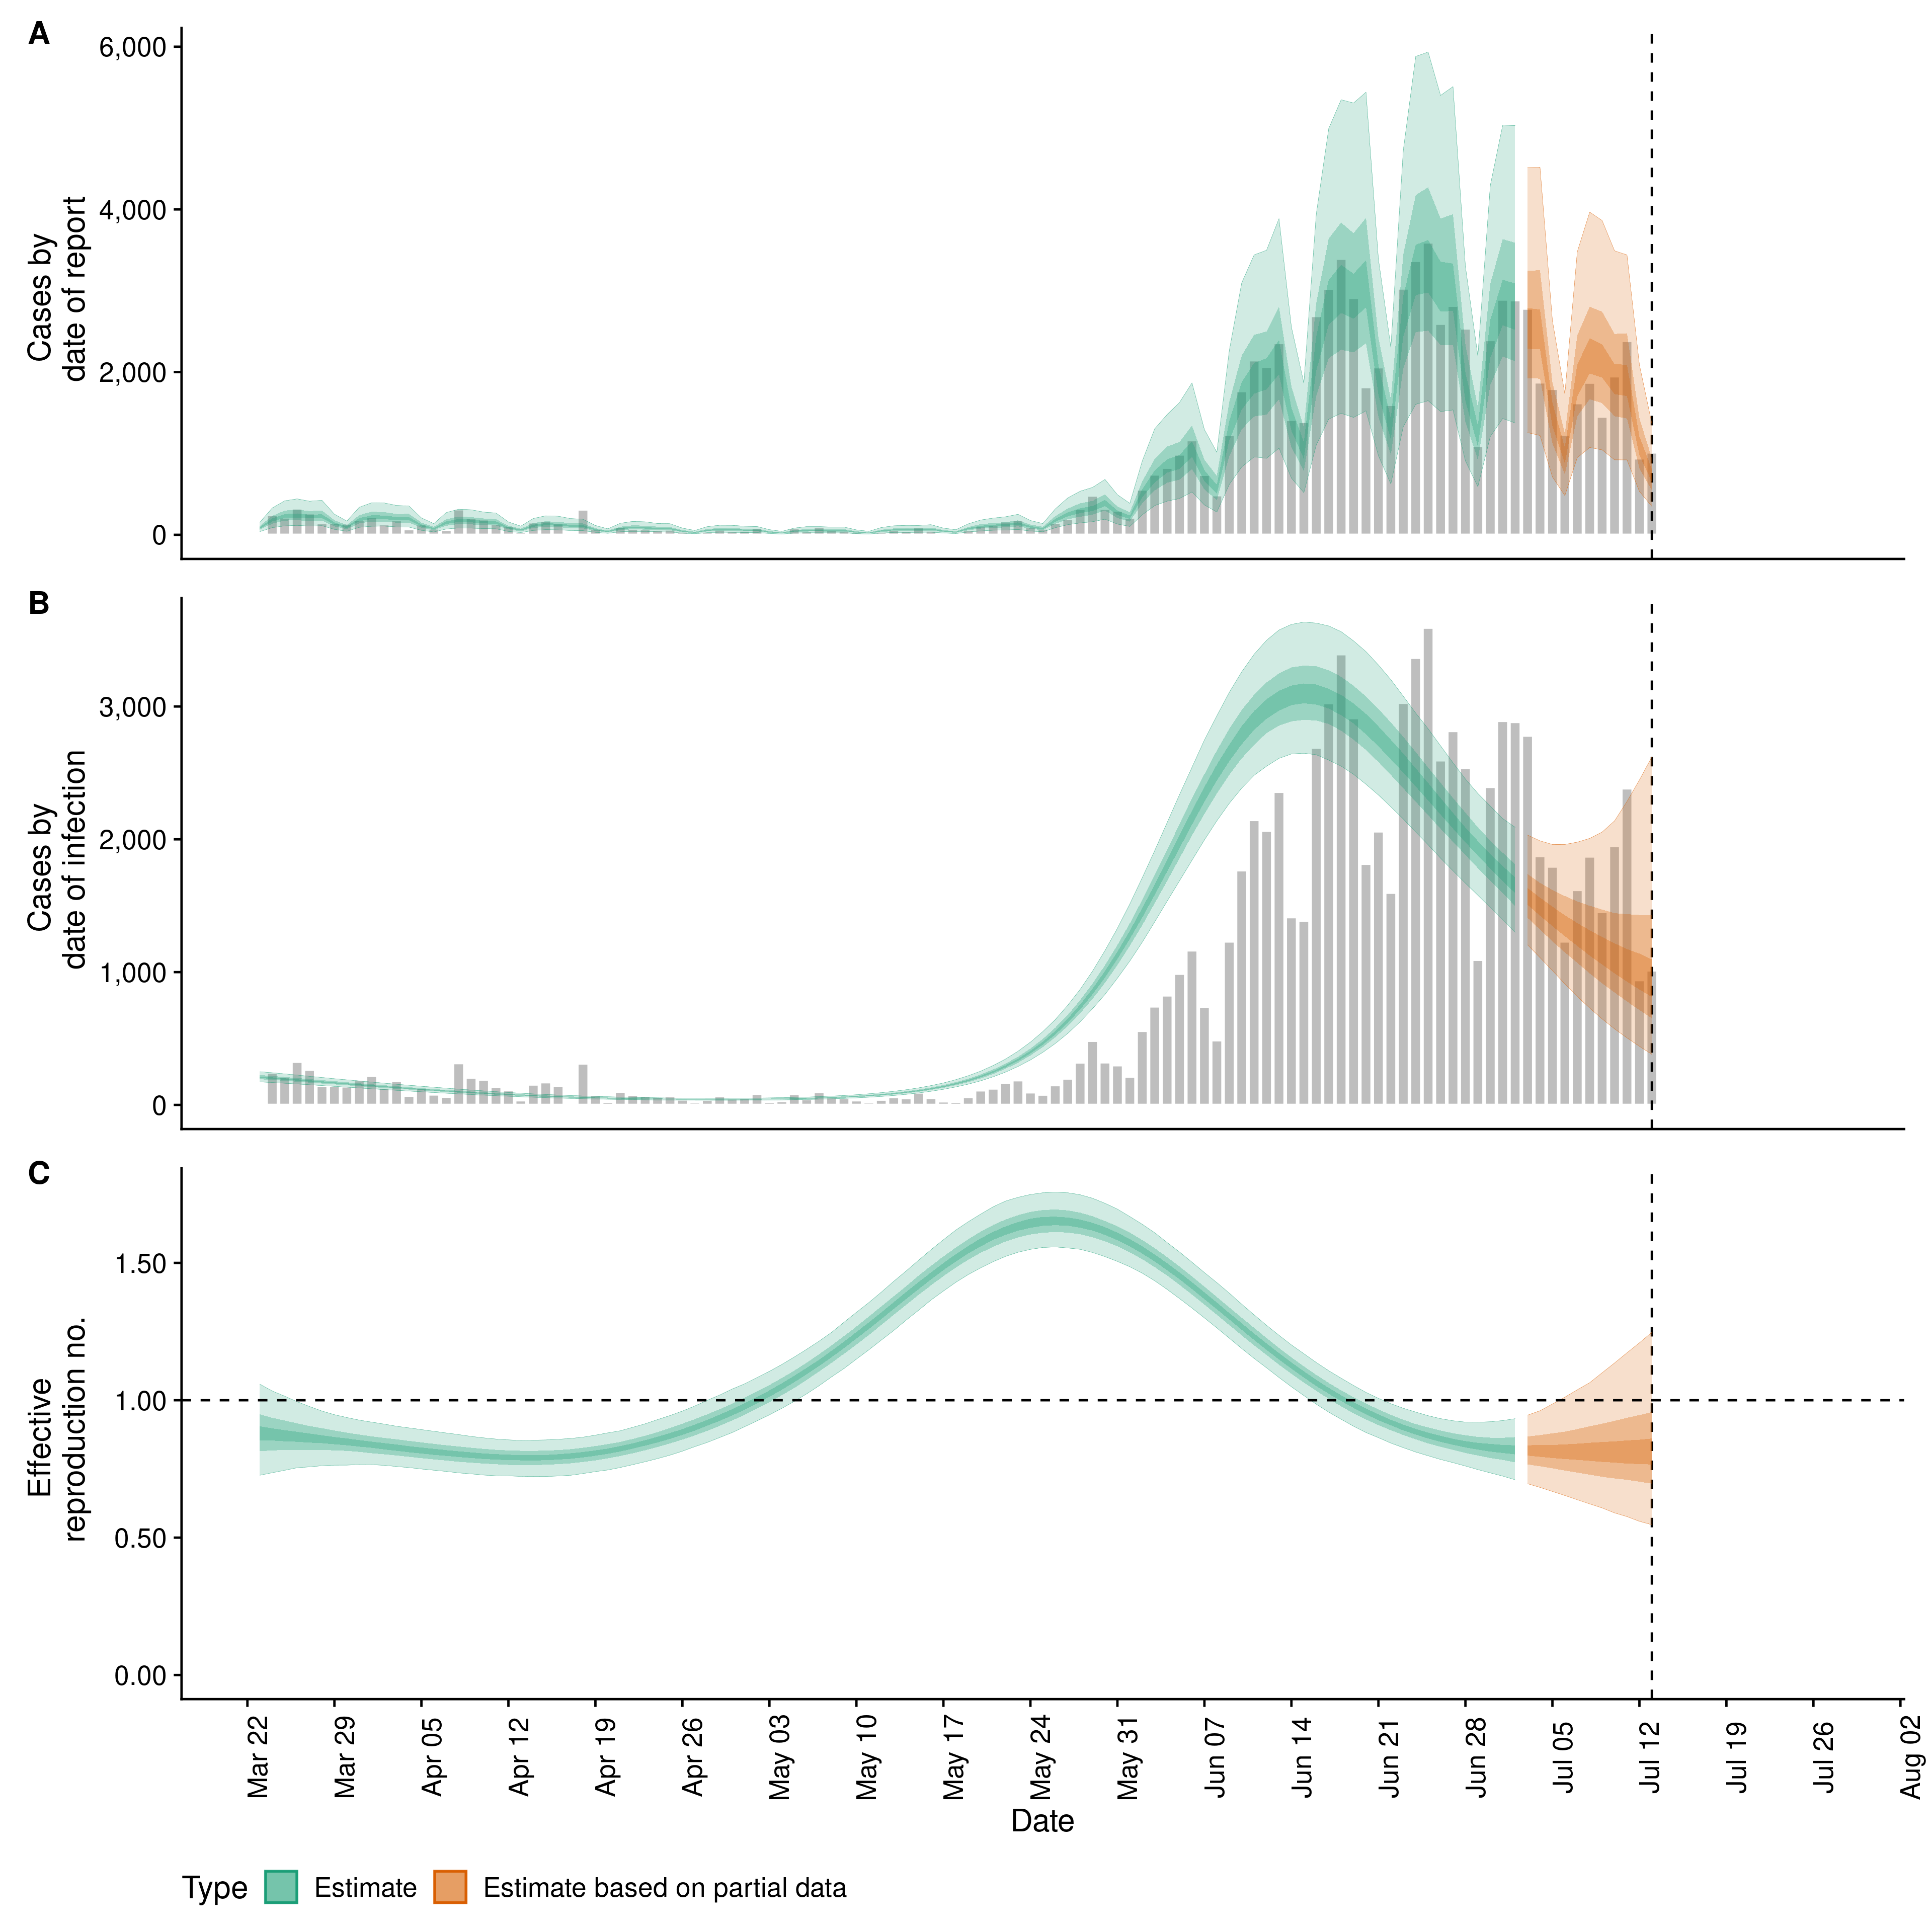 A
6,000
4,000
2,000
0
Cases by
date of report
B
3,000
2,000
1,000
0
Cases by
date of infection
C
1.50
1.00
0.50
0.00
Effective
reproduction no.
Mar 22
Mar 29
Apr 05
Apr 12
Apr 19
Apr 26
May 03
May 10
May 17
May 24
May 31
Jun 07
Jun 14
Jun 21
Jun 28
Jul 05
Jul 12
Jul 19
Jul 26
Aug 02
Date
Type Estimate Estimate based on partial data